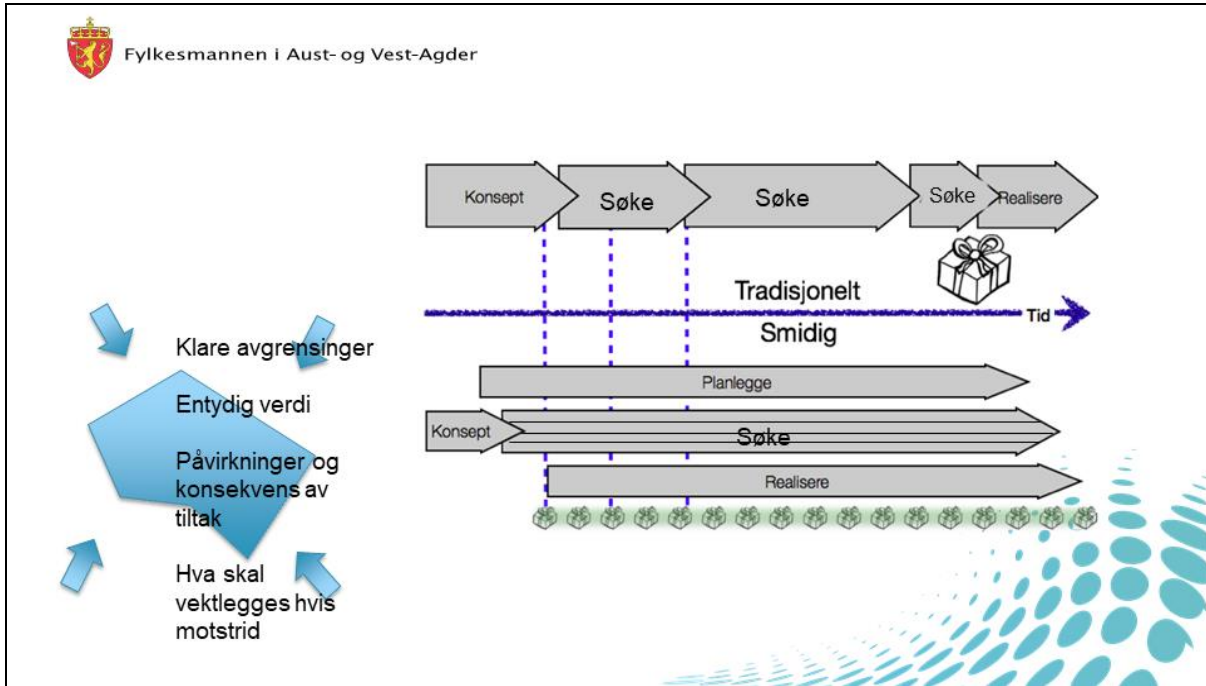 Fylkesmannen i Aust- og Vest-Agder
Konsept
Søke
Søke
Søke
Realisere
Tradisjonelt
Tid
Smidig
Planlegge
Konsept
Søke
Realisere
Klare avgrensinger
Entydig verdi
Påvirkninger og
konsekvens av
tiltak
Hva skal
vektlegges hvis
motstrid